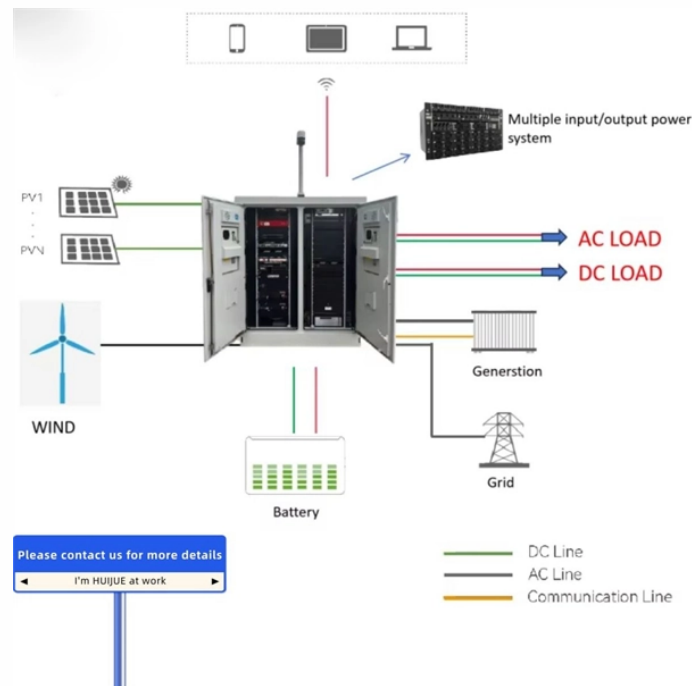 Multiple input/output power
system
PV1
PVN
AC LOAD
DC LOAD
Generstion
WIND
Grid
Battery
Please contact us for more details
I'm HUIJUE at work
DC Line
AC Line
Communication Line